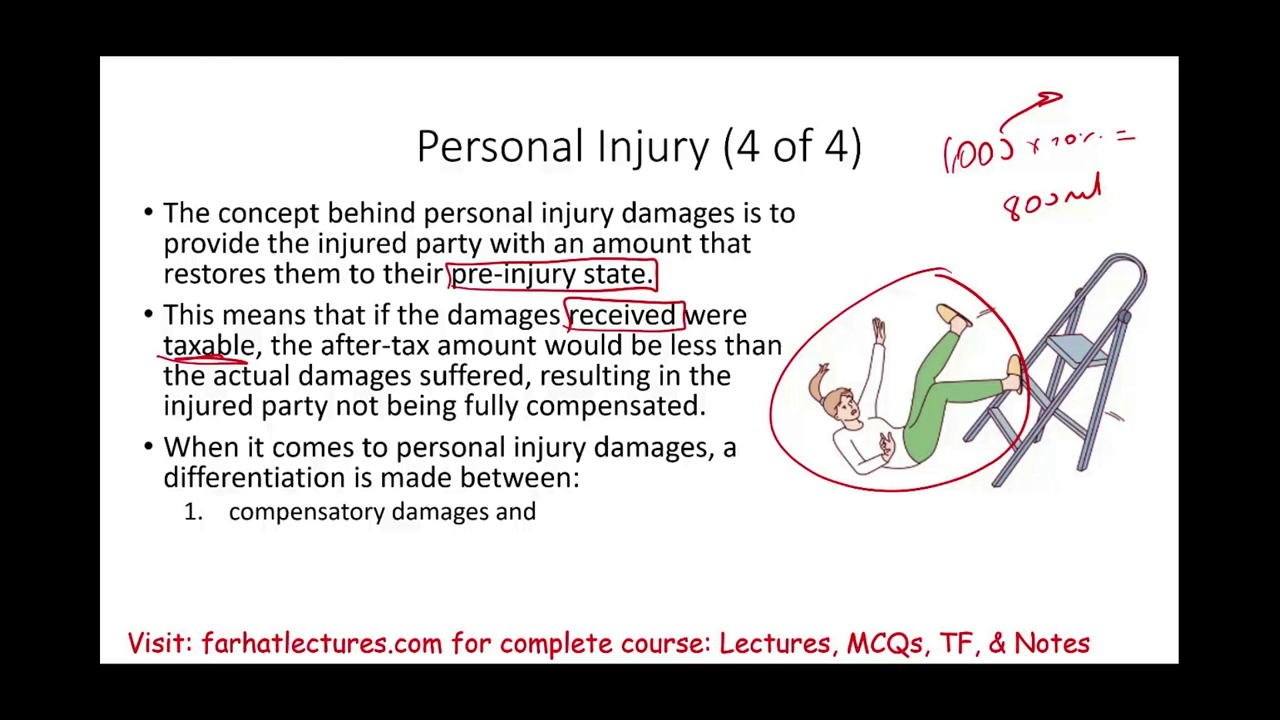 Personal Injury (4 of 4)
• The concept behind personal injury damages is to
provide the injured party with an amount that
restores them to their pre-injury state.
• This means that if the damages received were
taxable, the after-tax amount would be less than
the actual damages suffered, resulting in the
injured party not being fully compensated.
• When it comes to personal injury damages, a
differentiation is made between:
1. compensatory damages and
Visit: farhatlectures.com for complete course: Lectures, MCQs, TF, & Notes